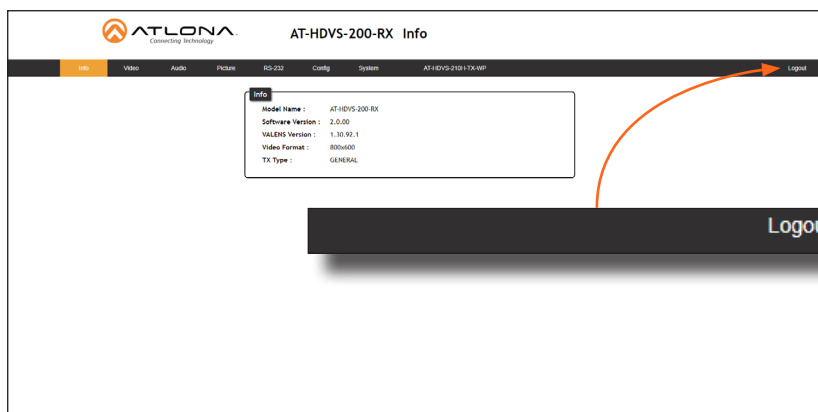 ATLONA
Connecting Technology
AT-HDVS-200-RX Info
Info Video Audio Picture RS-232 Config System AT-HDVS-210H-TX-WP Logout
Info
Model Name : AT-HDVS-200-RX
Software Version : 2.0.00
VALENS Version : 1.30.92.1
Video Format : 800x600
TX Type : GENERAL
Logou